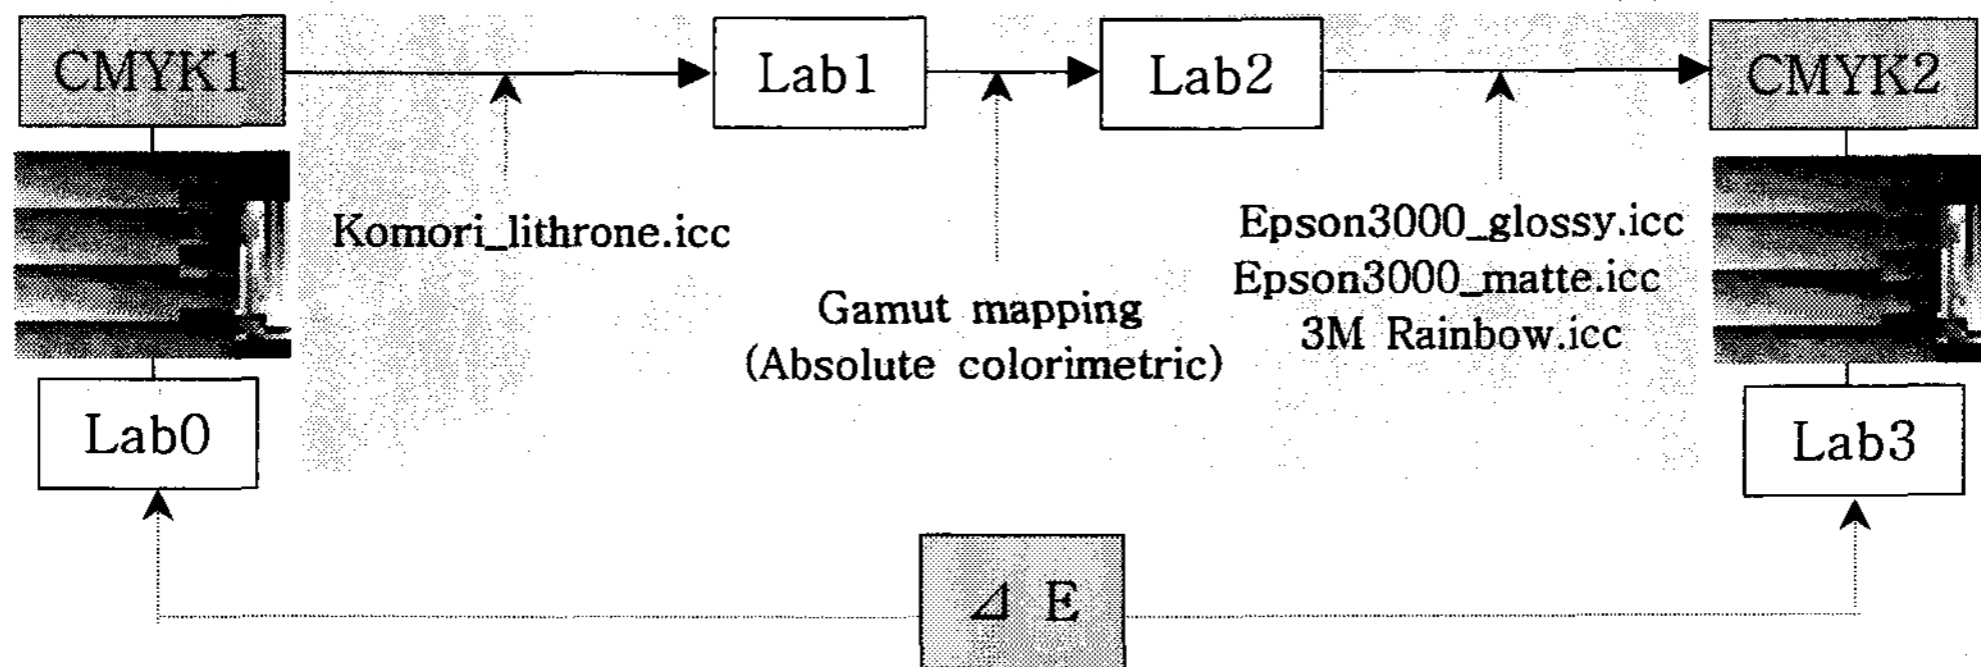 CMYK1
Lab1
Lab2
CMYK2
Komori_lithrone.icc
Gamut mapping
(Absolute colorimetric)
Epson3000_glossy.icc
Epson3000_matte.icc
3M Rainbow.icc
Lab0
Lab3
⊿ E